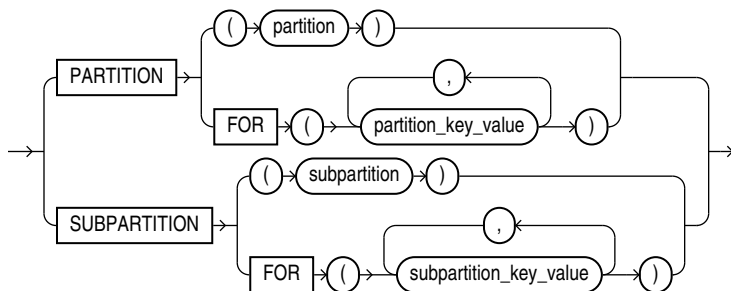 ( partition )
PARTITION
,
FOR ( partition_key_value )
( subpartition )
SUBPARTITION
,
FOR ( subpartition_key_value )